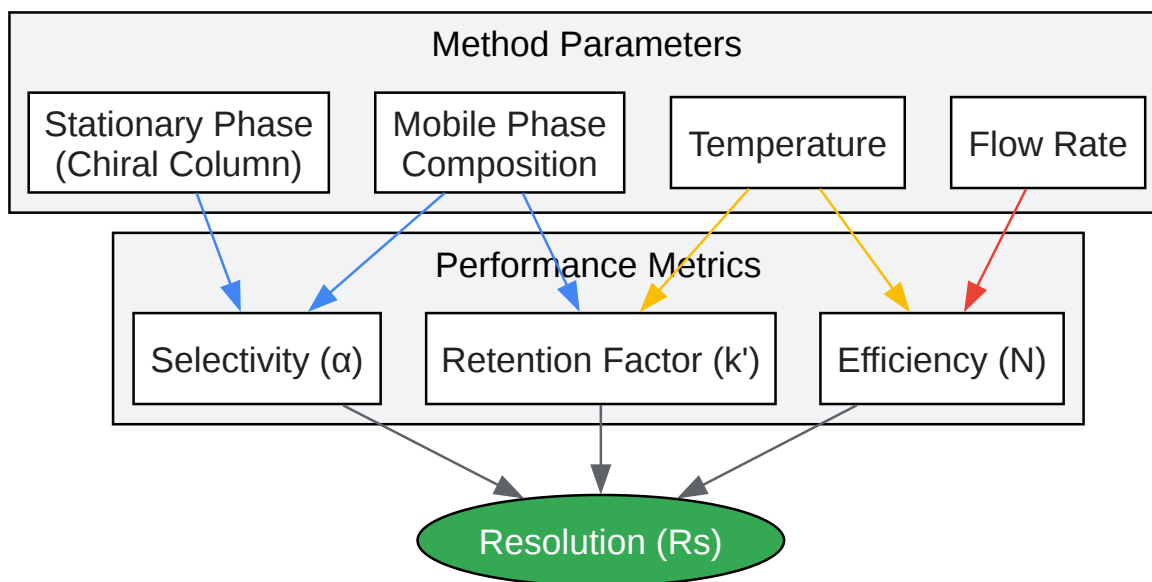 Method Parameters
Stationary Phase
(Chiral Column)
Mobile Phase
Composition
Temperature
Flow Rate
Performance Metrics
Selectivity (α)
Retention Factor (k')
Efficiency (N)
Resolution (Rs)